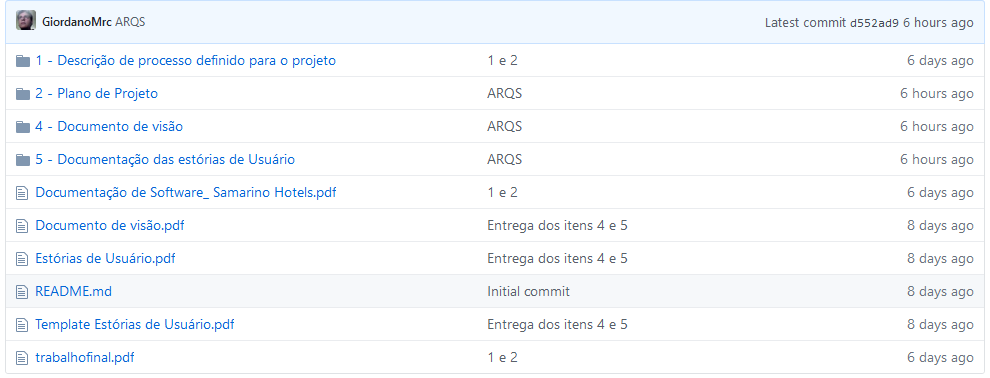 GiordanoMrc ARQS Latest commit d552ad9 6 hours ago
1 - Descrição de processo definido para o projeto 1 e 2 6 days ago
2 - Plano de Projeto ARQS 6 hours ago
4 - Documento de visão ARQS 6 hours ago
5 - Documentação das estórias de Usuário ARQS 6 hours ago
Documentação de Software_ Samarino Hotels.pdf 1 e 2 6 days ago
Documento de visão.pdf Entrega dos itens 4 e 5 8 days ago
Estórias de Usuário.pdf Entrega dos itens 4 e 5 8 days ago
README.md Initial commit 8 days ago
Template Estórias de Usuário.pdf Entrega dos itens 4 e 5 8 days ago
trabalhofinal.pdf 1 e 2 6 days ago